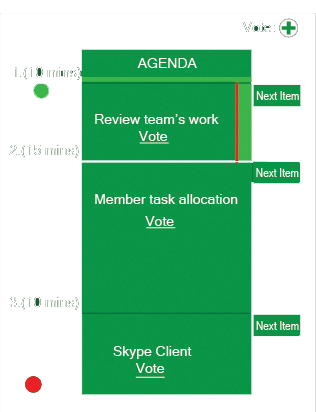 Vote:
AGENDA
1.(10 mins)
Next Item
Review team's work
Vote
2.(15 mins)
Next Item
Member task allocation
Vote
3.(10 mins)
Next Item
Skype Client
Vote